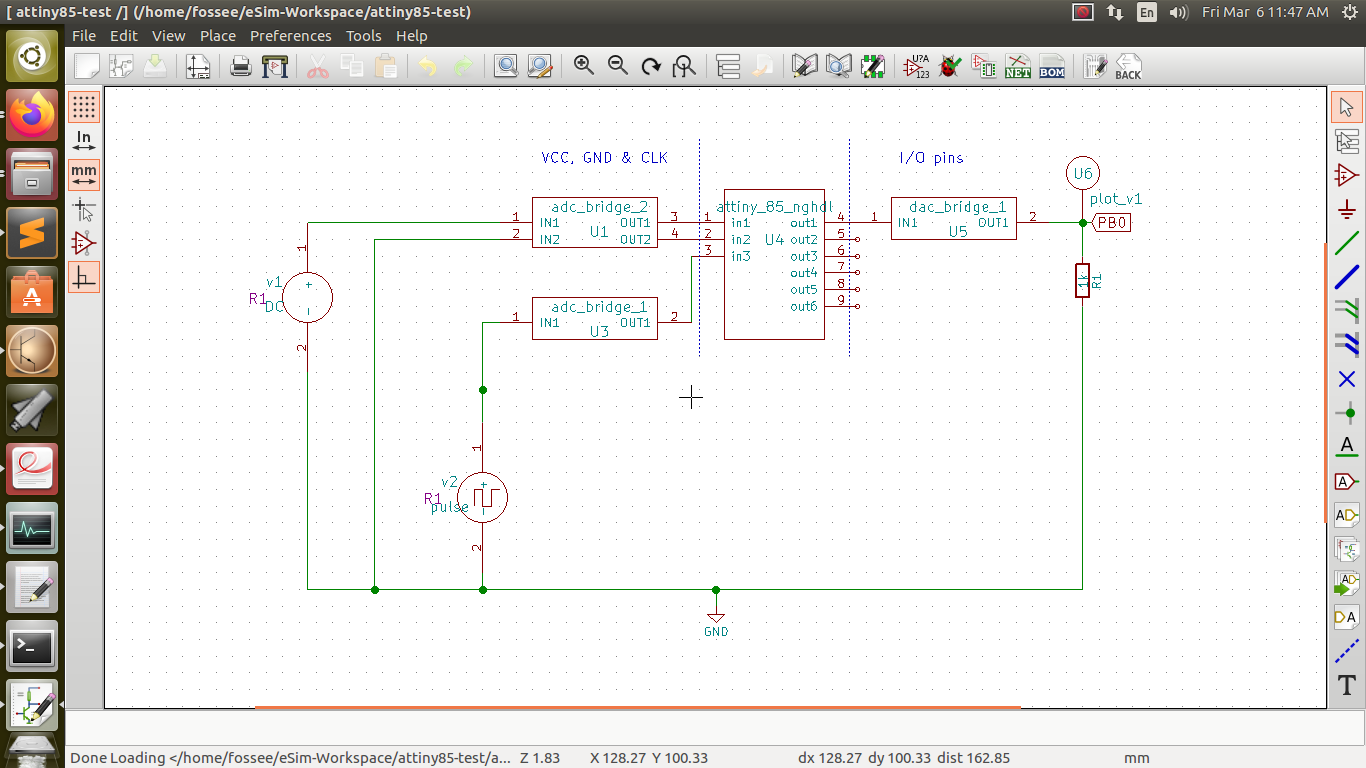 [ attiny85-test /] (/home/fossee/eSim-Workspace/attiny85-test)
En
Fri Mar 6 11:47 AM
File Edit View Place Preferences Tools Help
U?A
123
NET
BOM
BACK
In
mm
VCC, GND & CLK
I/O pins
U6
plot_v1
PB0
1 adc_bridge_2 3
IN1 OUT1
2 U1 4
IN2 OUT2
1 attiny_85_nghdl 4
in1 out1
2 U4 5
in2 out2
3 6
in3 out3
7
out4
8
out5
9
out6
1 dac_bridge_1 2
IN1 OUT1
U5
1k
R1
1
v1
R1
DC
+
2
1 adc_bridge_1 2
IN1 OUT1
U3
1
v2
R1
pulse
+
2
GND
A
A
A
A
A
T
Done Loading </home/fossee/eSim-Workspace/attiny85-test/a... Z 1.83 X 128.27 Y 100.33 dx 128.27 dy 100.33 dist 162.85 mm